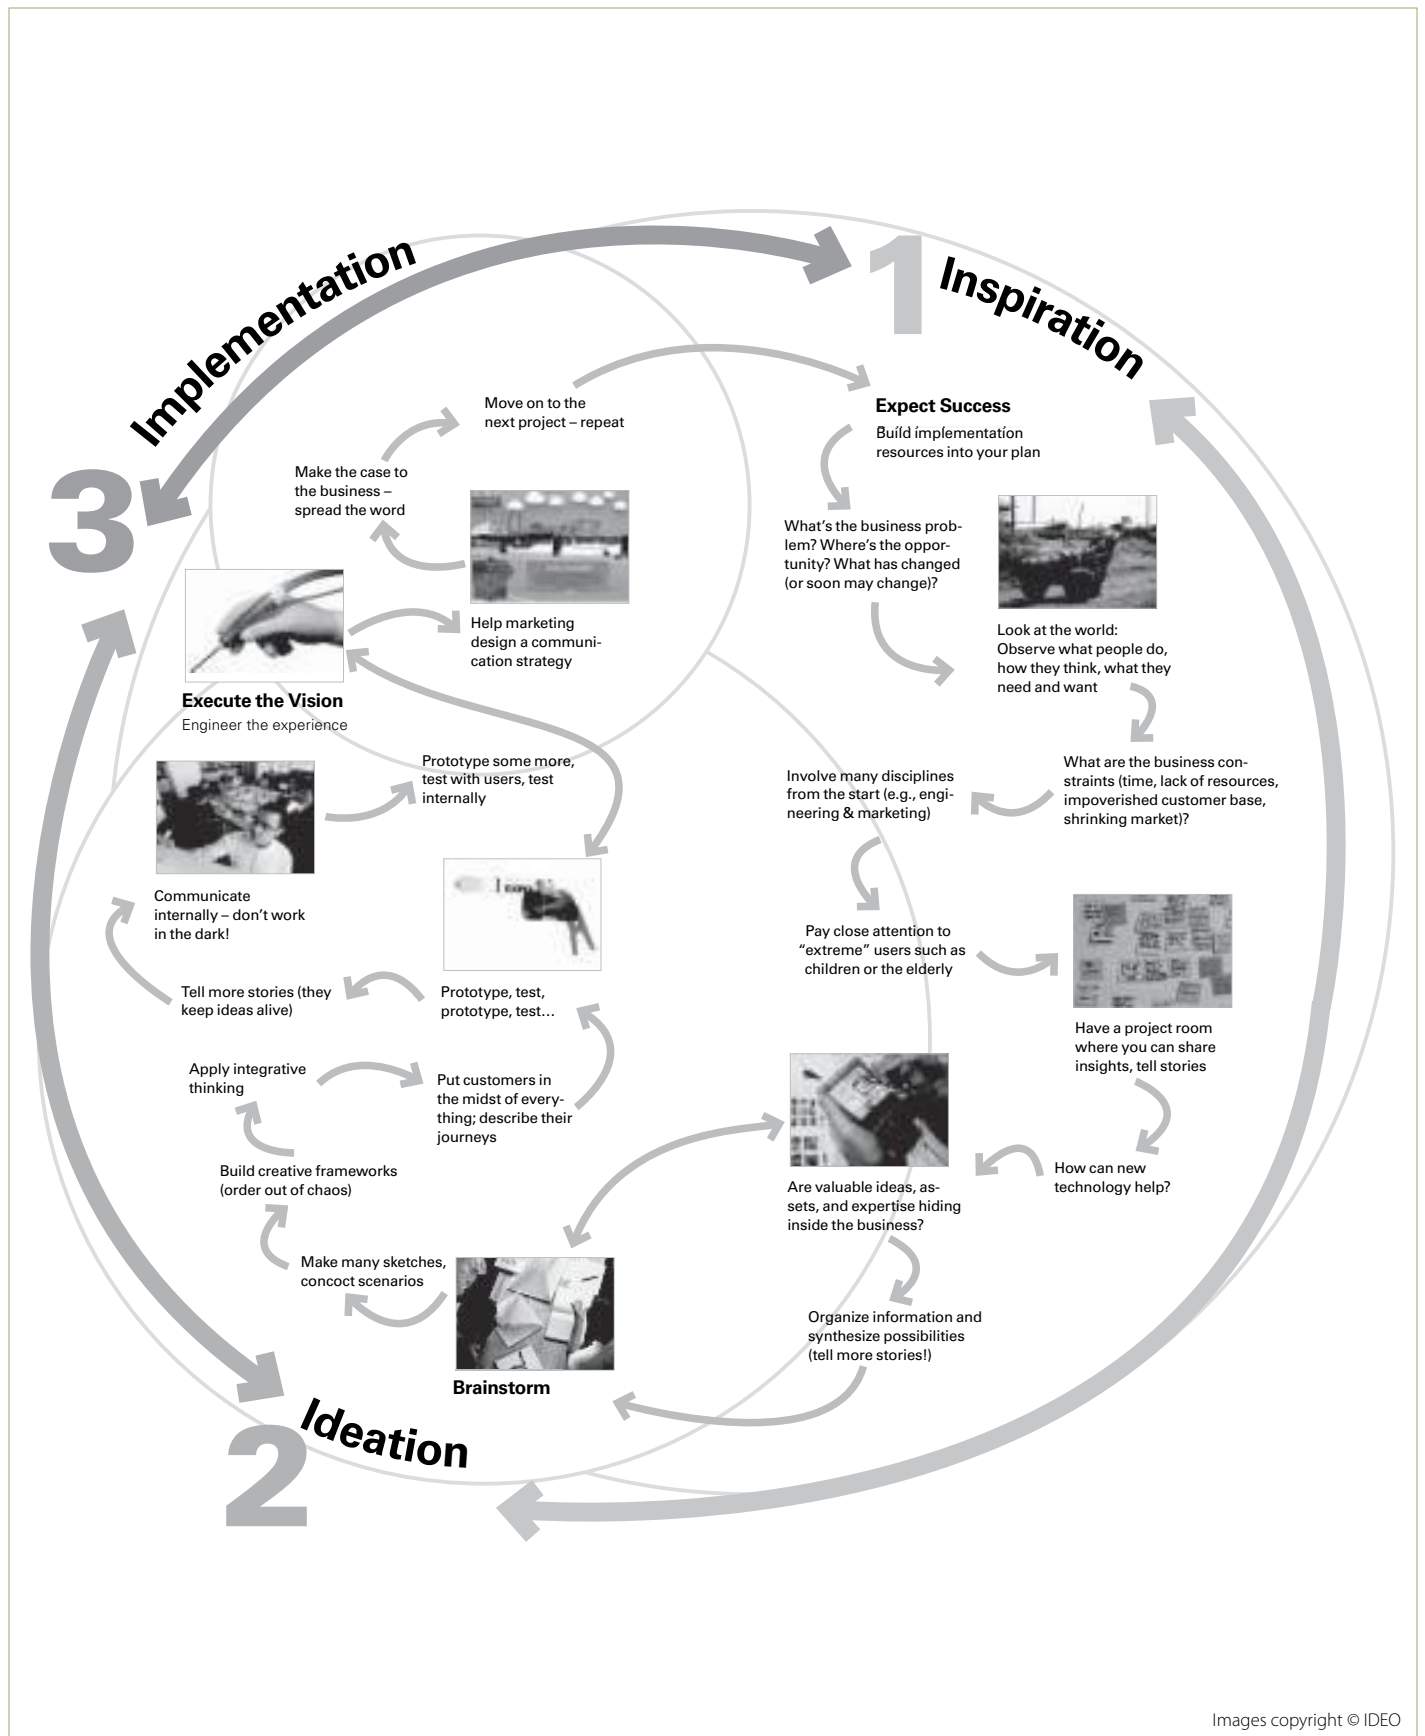 1
Inspiration
Expect Success
Build implementation
resources into your plan
What's the business prob-
lem? Where's the oppor-
tunity? What has changed
(or soon may change)?
Look at the world:
Observe what people do,
how they think, what they
need and want
What are the business con-
straints (time, lack of resources,
impoverished customer base,
shrinking market)?
Involve many disciplines
from the start (e.g., engi-
neering & marketing)
Pay close attention to
“extreme” users such as
children or the elderly
Have a project room
where you can share
insights, tell stories
How can new
technology help?
Are valuable ideas, as-
sets, and expertise hiding
inside the business?
Organize information and
synthesize possibilities
(tell more stories!)
2
Ideation
Brainstorm
Make many sketches,
concoct scenarios
Build creative frameworks
(order out of chaos)
Apply integrative
thinking
Put customers in
the midst of every-
thing; describe their
journeys
Prototype, test,
prototype, test…
Tell more stories (they
keep ideas alive)
Communicate
internally – don't work
in the dark!
Prototype some more,
test with users, test
internally
3
Implementation
Execute the Vision
Engineer the experience
Help marketing
design a communi-
cation strategy
Make the case to
the business –
spread the word
Move on to the
next project – repeat
Images copyright © IDEO